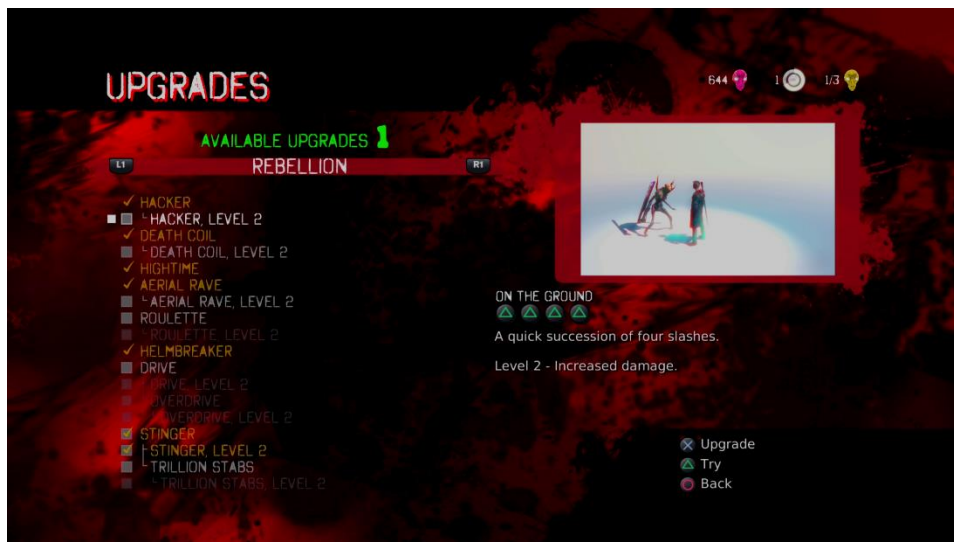 UPGRADES
644 1 1/3
AVAILABLE UPGRADES 1
L1 REBELLION R1
HACKER
HACKER, LEVEL 2
DEATH COIL
DEATH COIL, LEVEL 2
HIGHTIME
AERIAL RAVE
AERIAL RAVE, LEVEL 2
ROULETTE
ROULETTE, LEVEL 2
HELMBREAKER
DRIVE
DRIVE, LEVEL 2
OVERDRIVE
OVERDRIVE, LEVEL 2
STINGER
STINGER, LEVEL 2
TRILLION STABS
TRILLION STABS, LEVEL 2
ON THE GROUND
A quick succession of four slashes.
Level 2 - Increased damage.
Upgrade
Try
Back